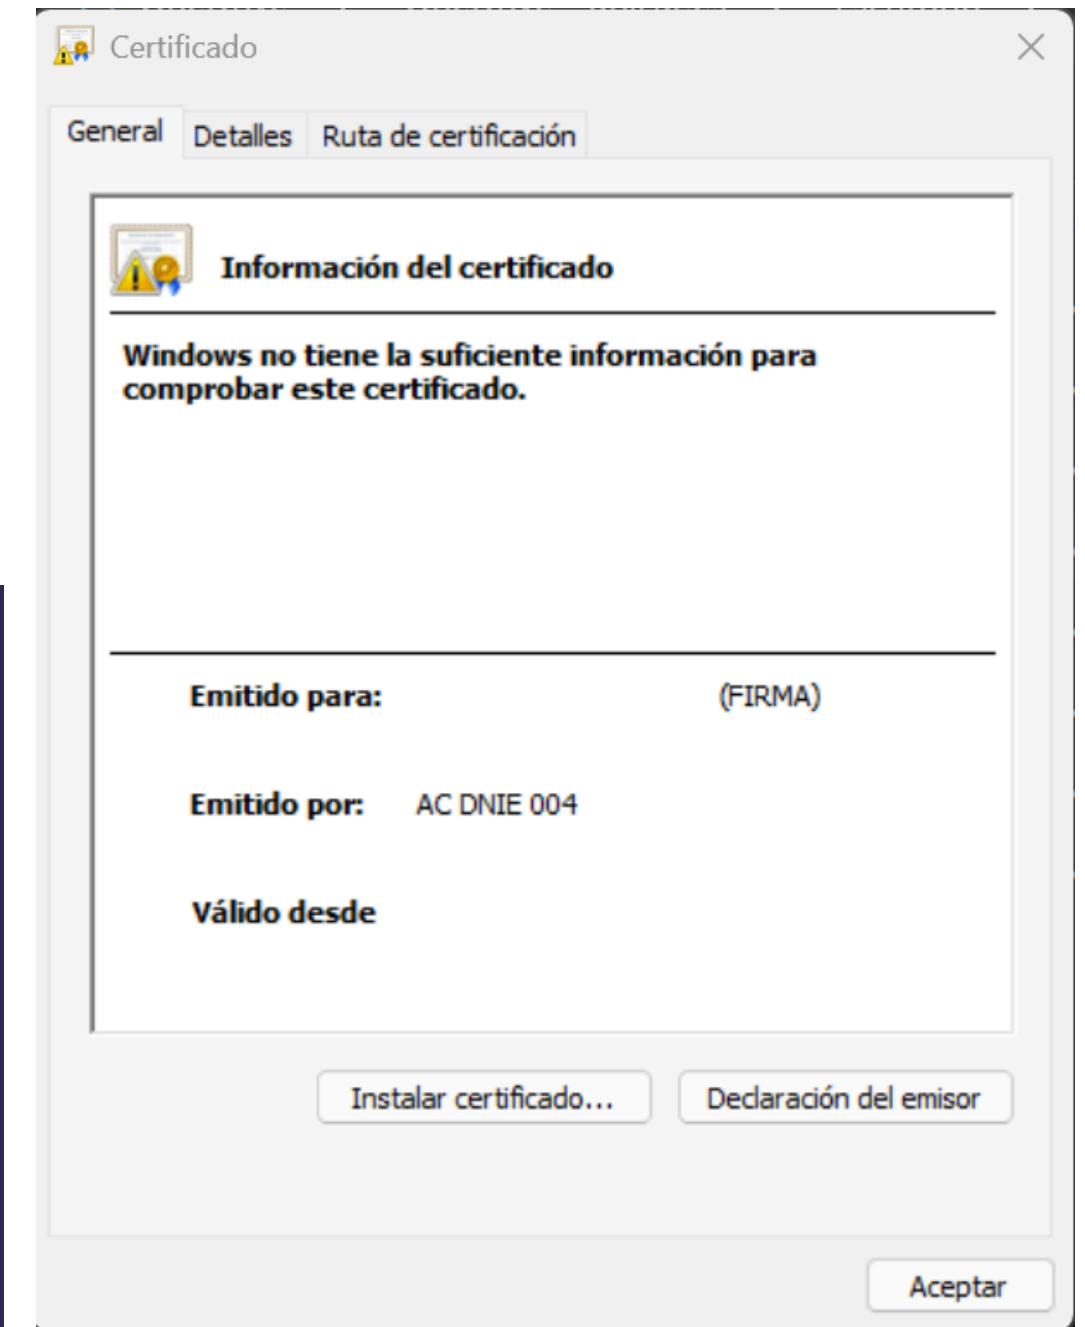 Certificado
General Detalles Ruta de certificación
Información del certificado
Windows no tiene la suficiente información para
comprobar este certificado.
Emitido para: (FIRMA)
Emitido por: AC DNIE 004
Válido desde
Instalar certificado... Declaración del emisor
Aceptar